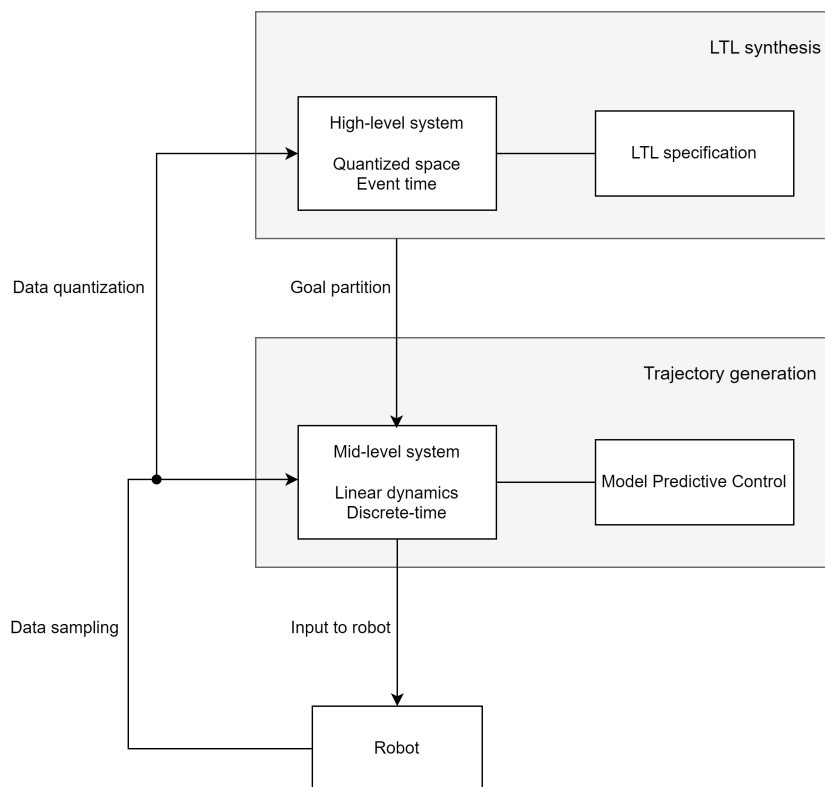 LTL synthesis
High-level system
Quantized space
Event time
LTL specification
Data quantization
Goal partition
Trajectory generation
Mid-level system
Linear dynamics
Discrete-time
Model Predictive Control
Data sampling
Input to robot
Robot